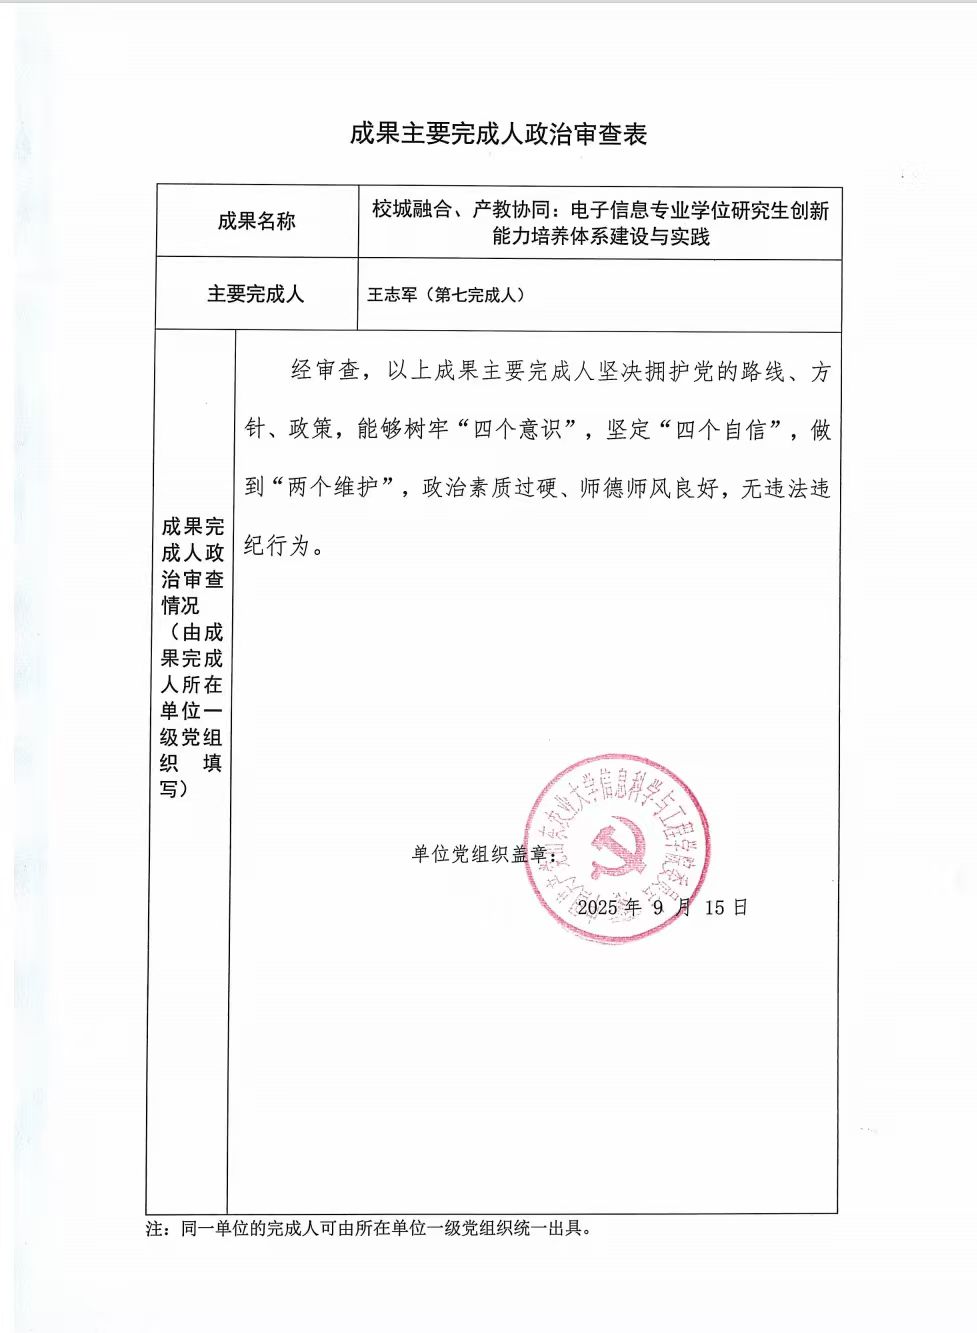 成果主要完成人政治审查表
成果名称
校城融合、产教协同：电子信息专业学位研究生创新
能力培养体系建设与实践
主要完成人
王志军（第七完成人）
成果完
成人政
治审查
情况
（由成
果完成
人所在
单位一
级党组
织 填
写）
经审查，以上成果主要完成人坚决拥护党的路线、方
针、政策，能够树牢“四个意识”，坚定“四个自信”，做
到“两个维护”，政治素质过硬、师德师风良好，无违法违
纪行为。
农业大学信息科学与工程学院委员会
单位党组织盖章：
2025 年 9 月 15 日
注：同一单位的完成人可由所在单位一级党组织统一出具。